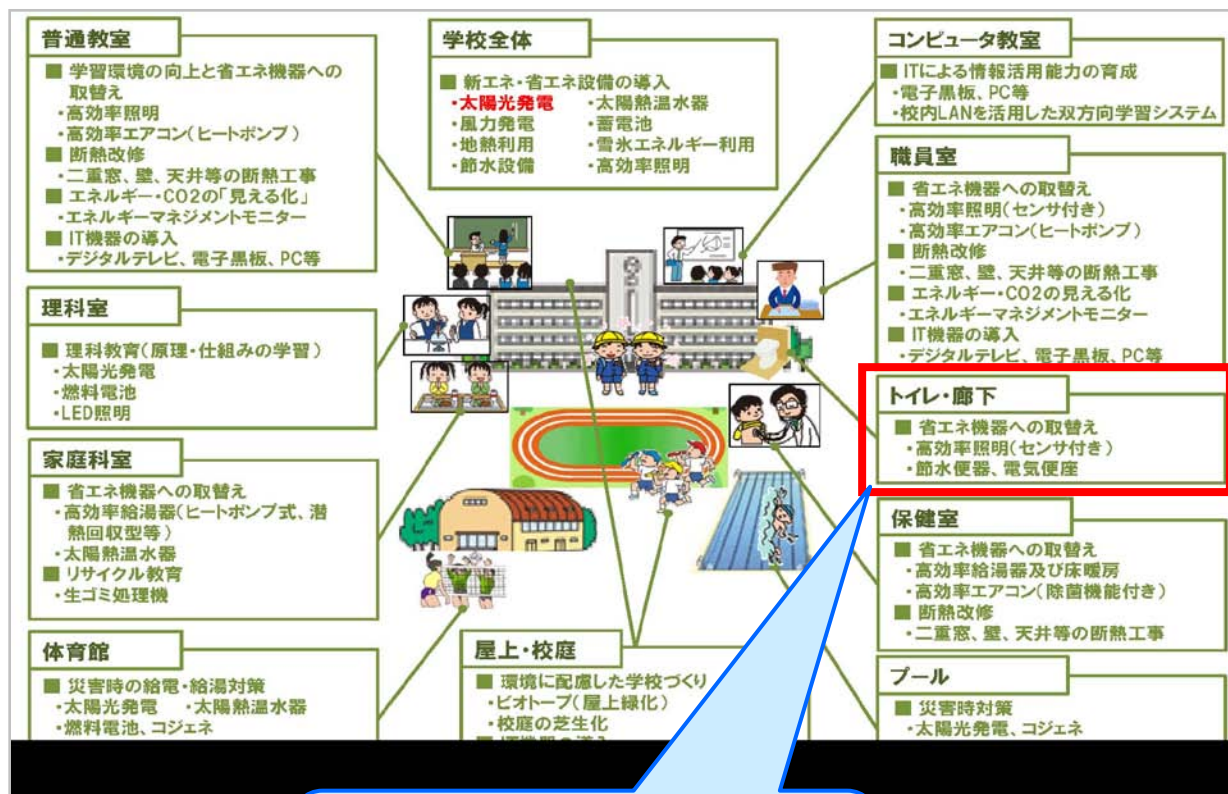 普通教室
■ 学習環境の向上と省エネ機器への
取替え
・高効率照明
・高効率エアコン(ヒートポンプ)
■ 断熱改修
・二重窓、壁、天井等の断熱工事
■ エネルギー・CO2の「見える化」
・エネルギーマネジメントモニター
■ IT機器の導入
・デジタルテレビ、電子黒板、PC等
理科室
■ 理科教育(原理・仕組みの学習)
・太陽光発電
・燃料電池
・LED照明
家庭科室
■ 省エネ機器への取替え
・高効率給湯器(ヒートポンプ式、潜
熱回収型等)
・太陽熱温水器
■ リサイクル教育
・生ゴミ処理機
体育館
■ 災害時の給電・給湯対策
・太陽光発電 ・太陽熱温水器
・燃料電池、コジェネ
学校全体
■ 新エネ・省エネ設備の導入
・太陽光発電 ・太陽熱温水器
・風力発電 ・蓄電池
・地熱利用 ・雪氷エネルギー利用
・節水設備 ・高効率照明
屋上・校庭
■ 環境に配慮した学校づくり
・ビオトープ(屋上緑化)
・校庭の芝生化
コンピュータ教室
■ ITによる情報活用能力の育成
・電子黒板、PC等
・校内LANを活用した双方向学習システム
職員室
■ 省エネ機器への取替え
・高効率照明(センサ付き)
・高効率エアコン(ヒートポンプ)
■ 断熱改修
・二重窓、壁、天井等の断熱工事
■ エネルギー・CO2の見える化
・エネルギーマネジメントモニター
■ IT機器の導入
・デジタルテレビ、電子黒板、PC等
トイレ・廊下
■ 省エネ機器への取替え
・高効率照明(センサ付き)
・節水便器、電気便座
保健室
■ 省エネ機器への取替え
・高効率給湯器及び床暖房
・高効率エアコン(除菌機能付き)
■ 断熱改修
・二重窓、壁、天井等の断熱工事
プール
■ 災害時対策
・太陽光発電、コジェネ